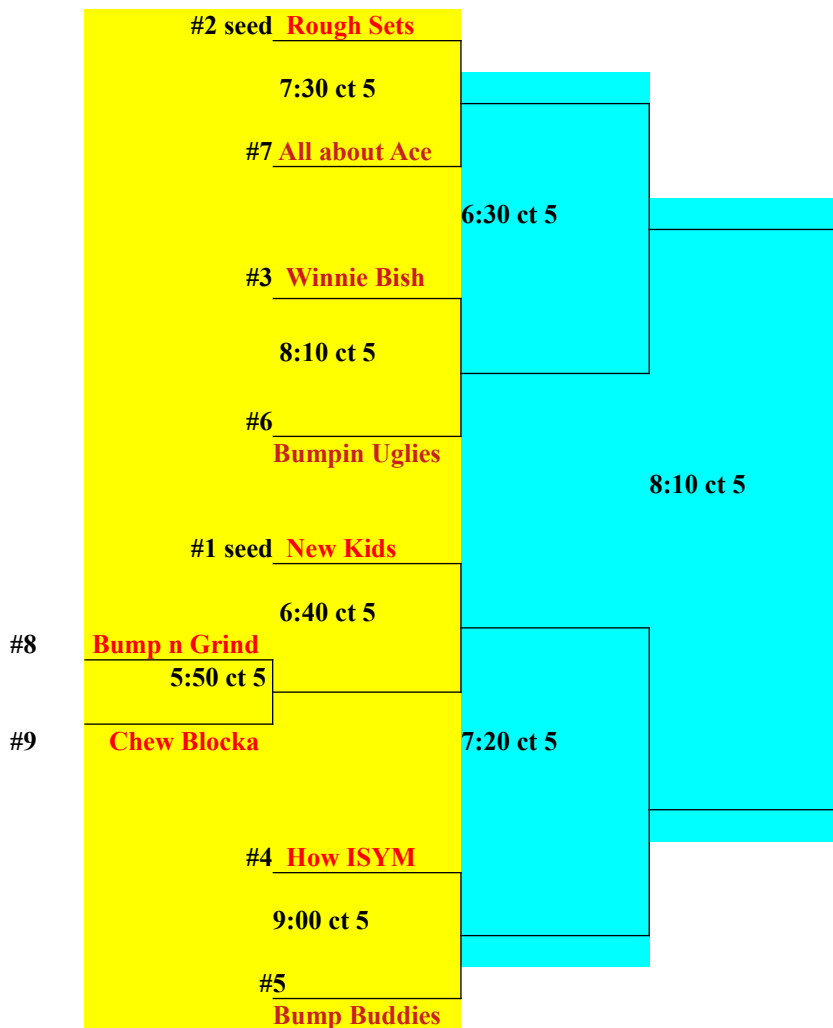 #2 seed Rough Sets
7:30 ct 5
#7 All about Ace
6:30 ct 5
#3 Winnie Bish
8:10 ct 5
#6
Bumpin Uglies
8:10 ct 5
#1 seed New Kids
6:40 ct 5
#8 Bump n Grind
5:50 ct 5
#9 Chew Blocka
7:20 ct 5
#4 How ISYM
9:00 ct 5
#5
Bump Buddies